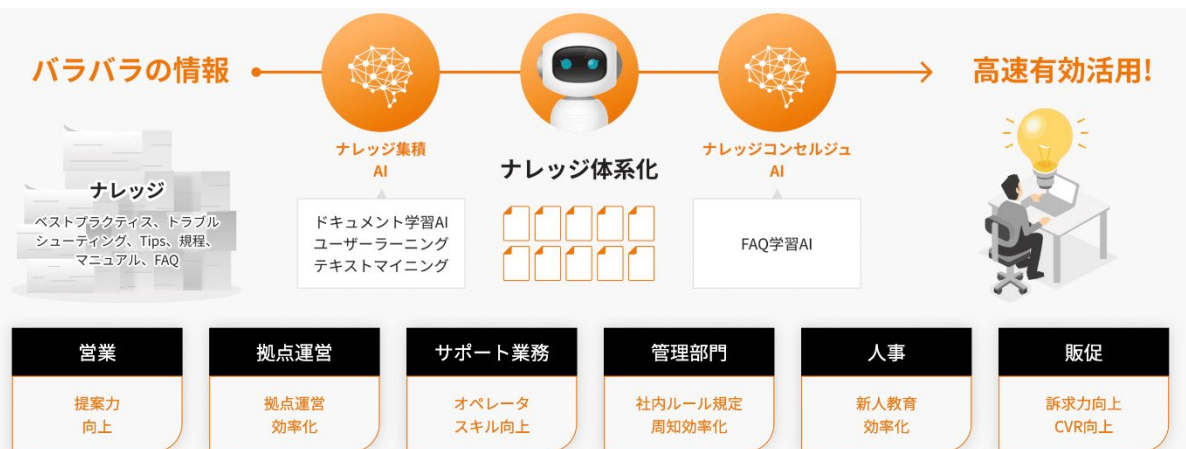 バラバラの情報
高速有効活用!
ナレッジ集積
AI
ナレッジ体系化
ナレッジコンセルジュ
AI
ナレッジ
ベストプラクティス、トラブル
シューティング、Tips、規程、
マニュアル、FAQ
ドキュメント学習AI
ユーザーラーニング
テキストマイニング
FAQ学習AI
営業
提案力
向上
拠点運営
拠点運営
効率化
サポート業務
オペレータ
スキル向上
管理部門
社内ルール規定
周知効率化
人事
新人教育
効率化
販促
訴求力向上
CVR向上